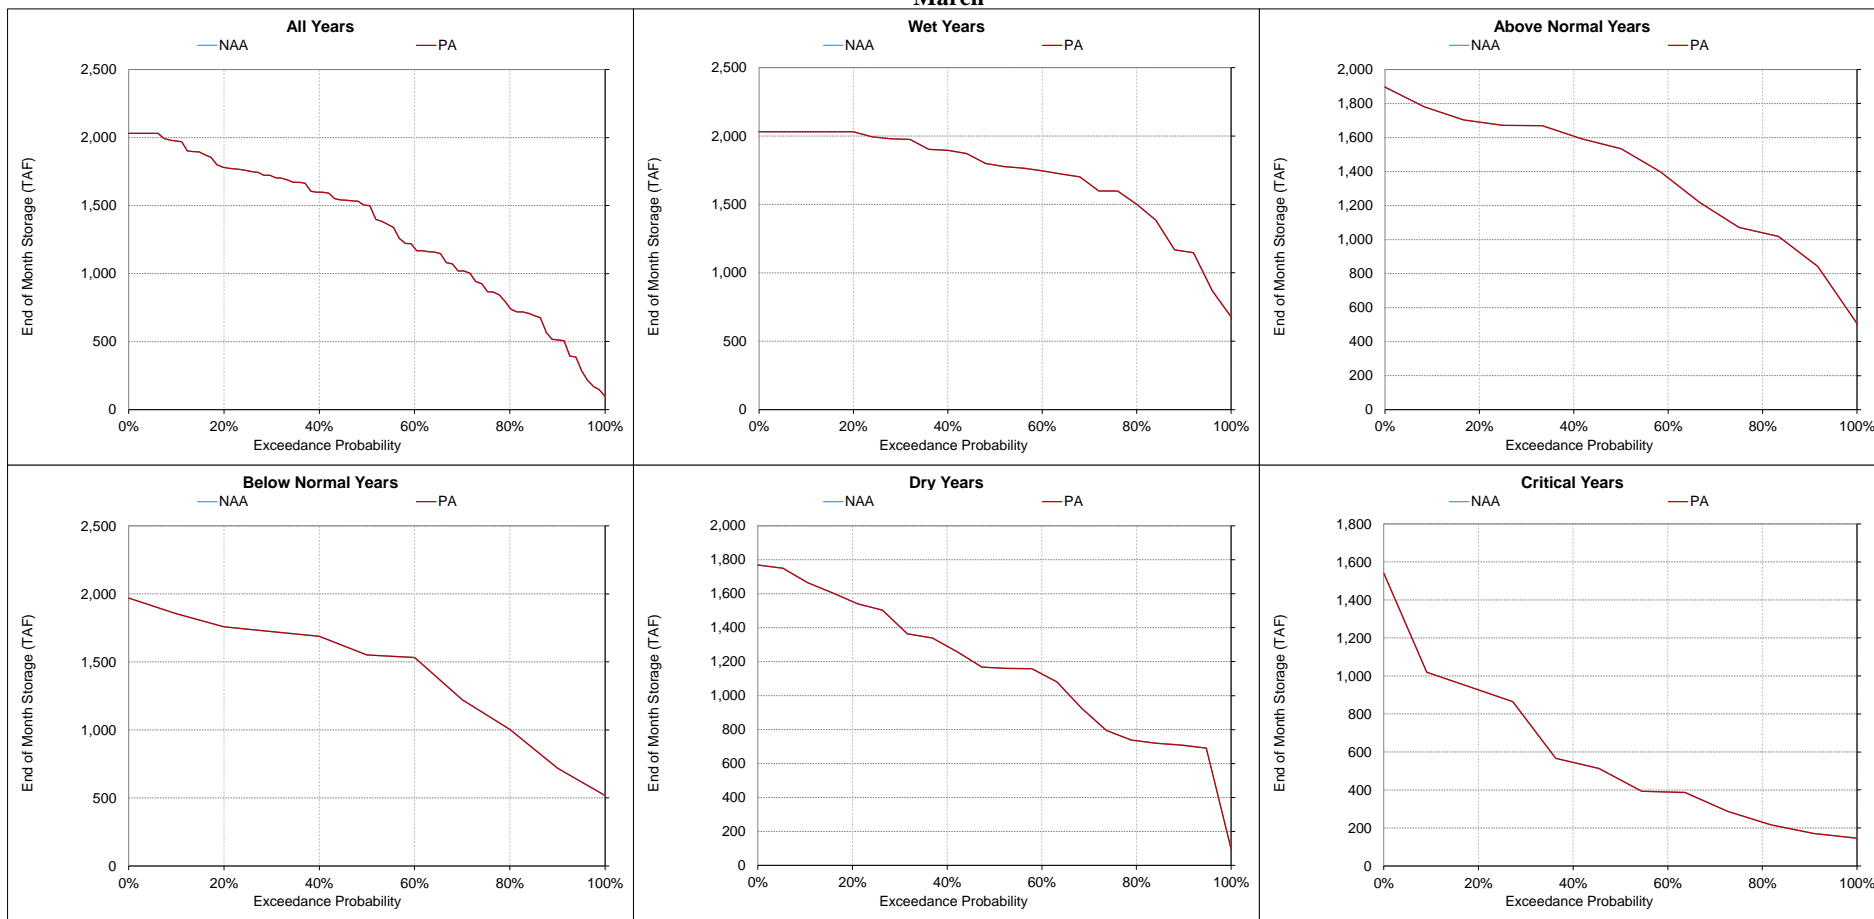 March
All Years
NAA PA
2,500
2,000
1,500
1,000
500
0
End of Month Storage (TAF)
0% 20% 40% 60% 80% 100%
Exceedance Probability
Wet Years
NAA PA
2,500
2,000
1,500
1,000
500
0
End of Month Storage (TAF)
0% 20% 40% 60% 80% 100%
Exceedance Probability
Above Normal Years
NAA PA
2,000
1,800
1,600
1,400
1,200
1,000
800
600
400
200
0
End of Month Storage (TAF)
0% 20% 40% 60% 80% 100%
Exceedance Probability
Below Normal Years
NAA PA
2,500
2,000
1,500
1,000
500
0
End of Month Storage (TAF)
0% 20% 40% 60% 80% 100%
Exceedance Probability
Dry Years
NAA PA
2,000
1,800
1,600
1,400
1,200
1,000
800
600
400
200
0
End of Month Storage (TAF)
0% 20% 40% 60% 80% 100%
Exceedance Probability
Critical Years
NAA PA
1,800
1,600
1,400
1,200
1,000
800
600
400
200
0
End of Month Storage (TAF)
0% 20% 40% 60% 80% 100%
Exceedance Probability